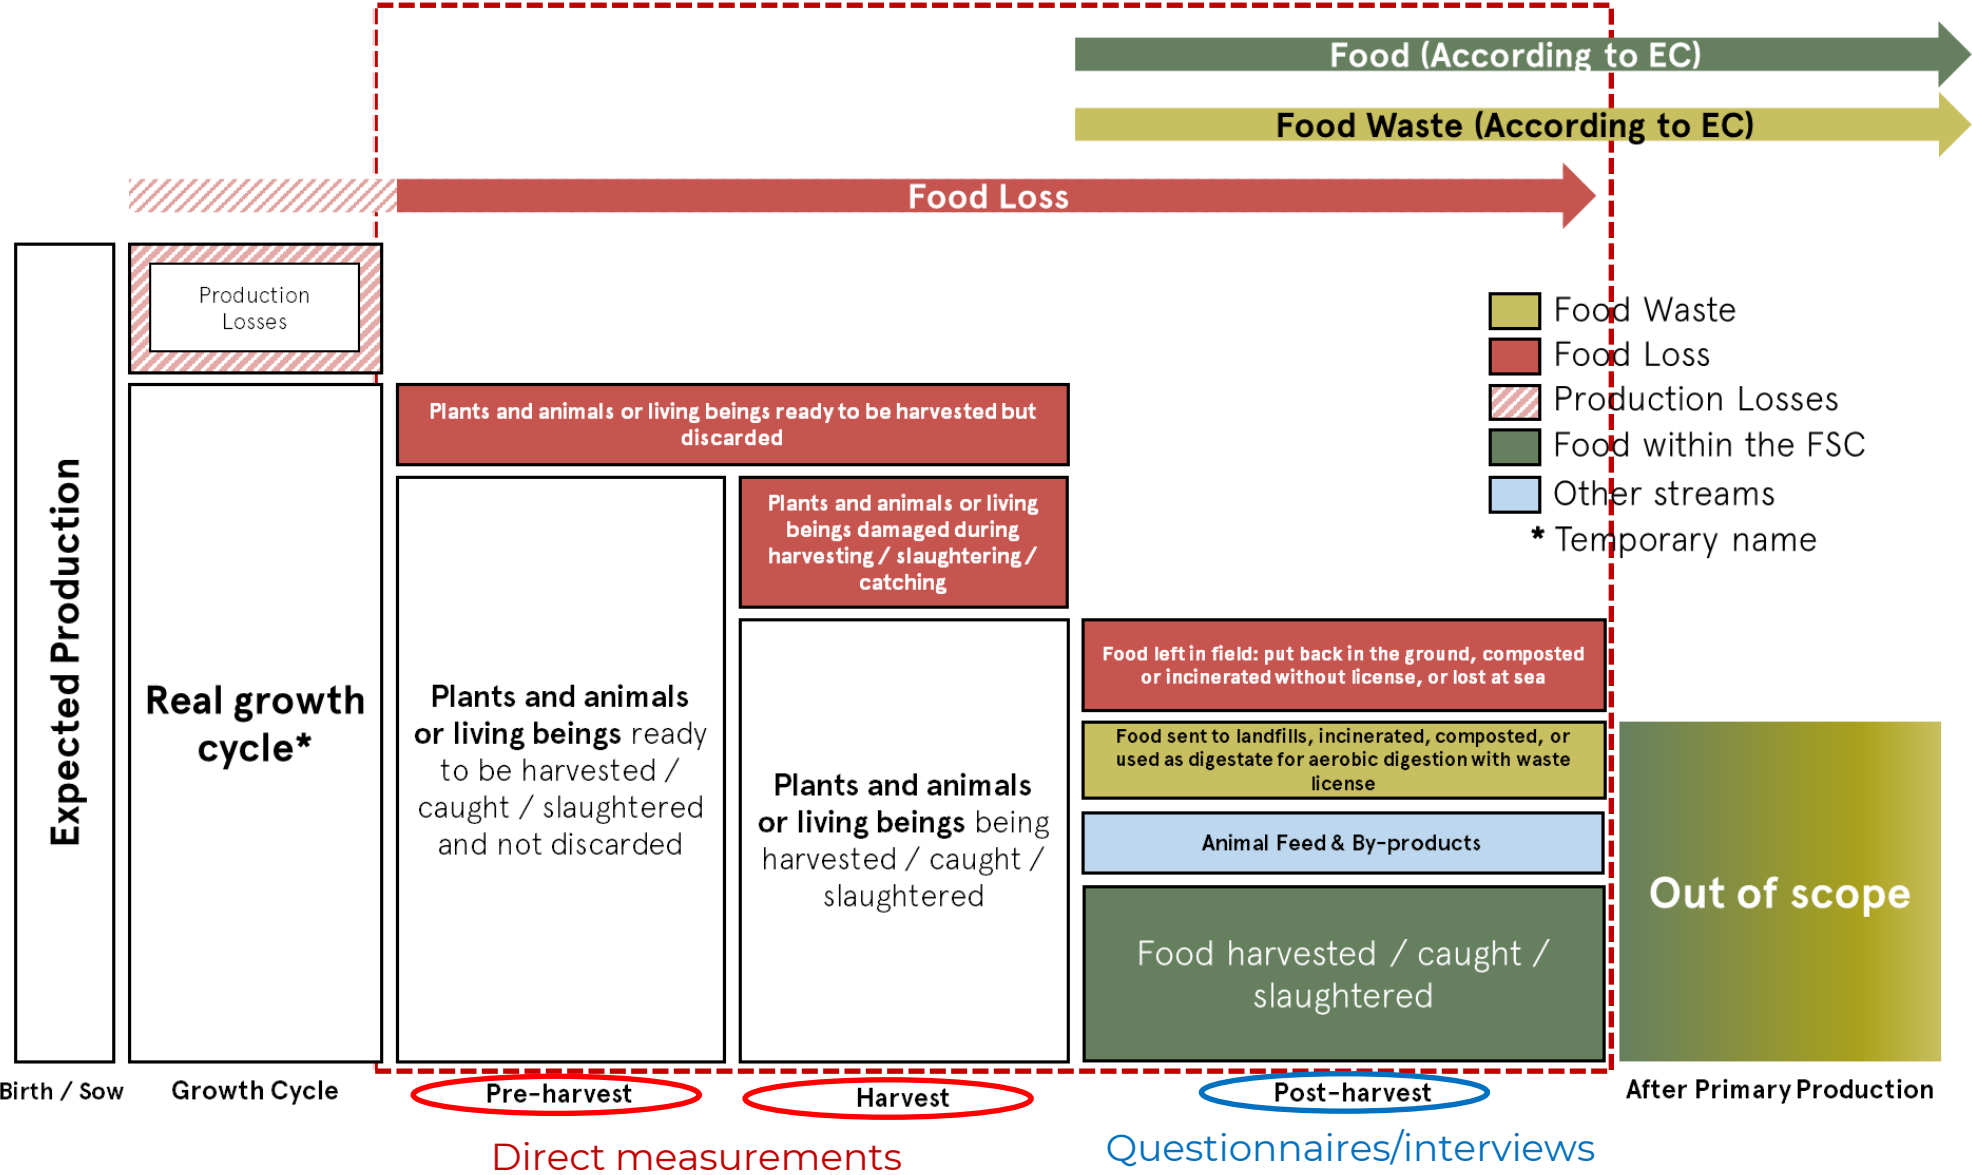 Food (According to EC)
Food Waste (According to EC)
Food Loss
Production
Losses
Food Waste
Food Loss
Production Losses
Food within the FSC
Other streams
* Temporary name
Plants and animals or living beings ready to be harvested but
discarded
Plants and animals or living
beings damaged during
harvesting / slaughtering /
catching
Expected Production
Real growth
cycle*
Plants and animals
or living beings ready
to be harvested /
caught / slaughtered
and not discarded
Plants and animals
or living beings being
harvested / caught /
slaughtered
Food left in field: put back in the ground, composted
or incinerated without license, or lost at sea
Food sent to landfills, incinerated, composted, or
used as digestate for aerobic digestion with waste
license
Animal Feed & By-products
Food harvested / caught /
slaughtered
Out of scope
Birth / Sow
Growth Cycle
Pre-harvest
Harvest
Post-harvest
After Primary Production
Direct measurements
Questionnaires/interviews